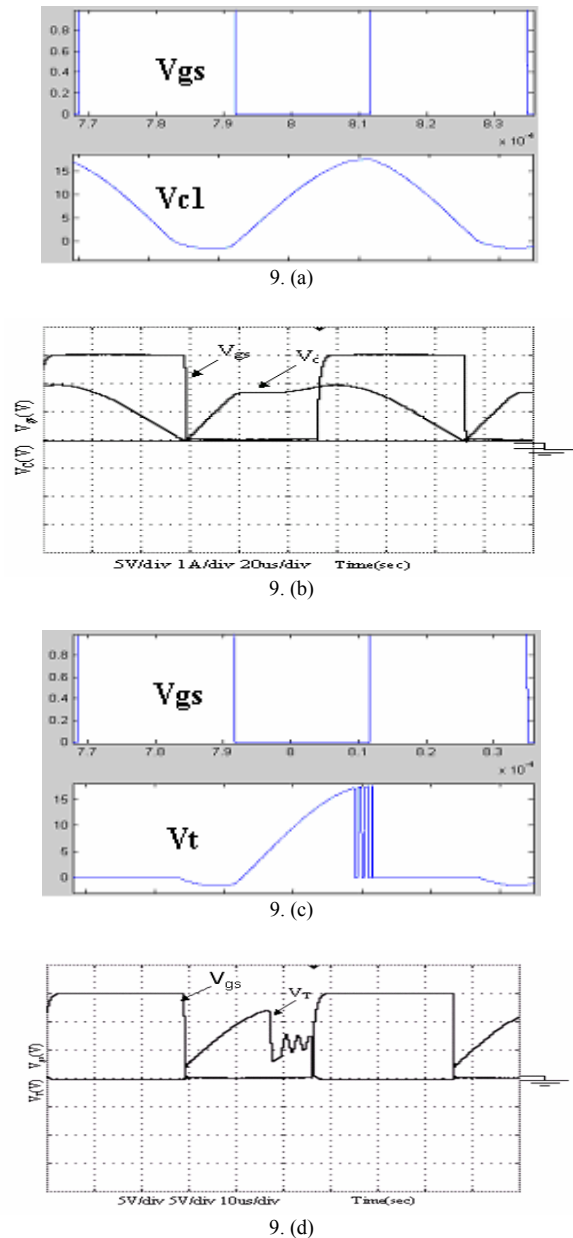 0.8
0.6
0.4
0.2
0
Vgs
7.7 7.8 7.9 8 8.1 8.2 8.3
x 10⁻⁴
15
10
5
0
Vc1
9. (a)
Vgs
Vc
VC(V) Vgs(V)
5V/div 1A/div 20us/div Time(sec)
9. (b)
0.8
0.6
0.4
0.2
0
Vgs
7.7 7.8 7.9 8 8.1 8.2 8.3
x 10⁻⁴
15
10
5
0
Vt
9. (c)
Vgs
VT
5V/div 5V/div 10us/div Time(sec)
9. (d)